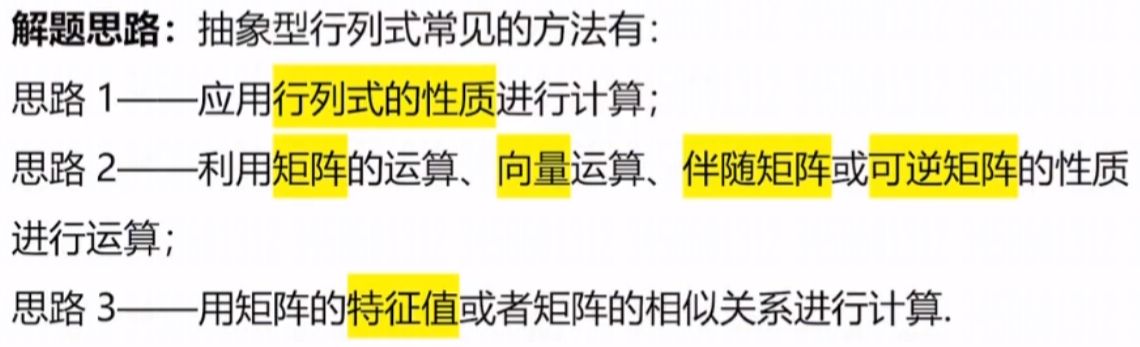 解题思路：抽象型行列式常见的方法有：
思路 1——应用行列式的性质进行计算；
思路 2——利用矩阵的运算、向量运算、伴随矩阵或可逆矩阵的性质
进行运算；
思路 3——用矩阵的特征值或者矩阵的相似关系进行计算.